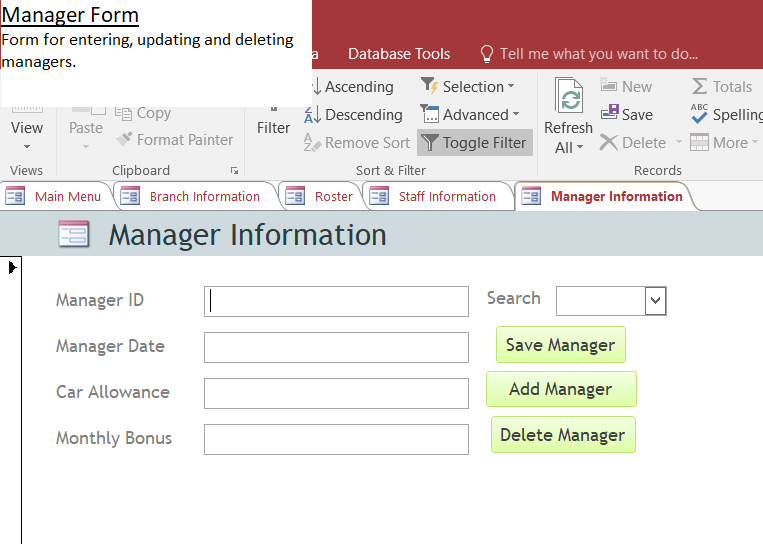 Manager Form
Form for entering, updating and deleting
managers.
a Database Tools Tell me what you want to do...
View
Views
Paste
Copy
Format Painter
Clipboard
Filter
Ascending
Descending
Remove Sort
Selection
Advanced
Toggle Filter
Sort & Filter
Refresh
All
New
Save
Delete
Totals
ABC
Spelling
More
Records
Main Menu Branch Information Roster Staff Information Manager Information
Manager Information
Manager ID
Manager Date
Car Allowance
Monthly Bonus
Search
Save Manager
Add Manager
Delete Manager